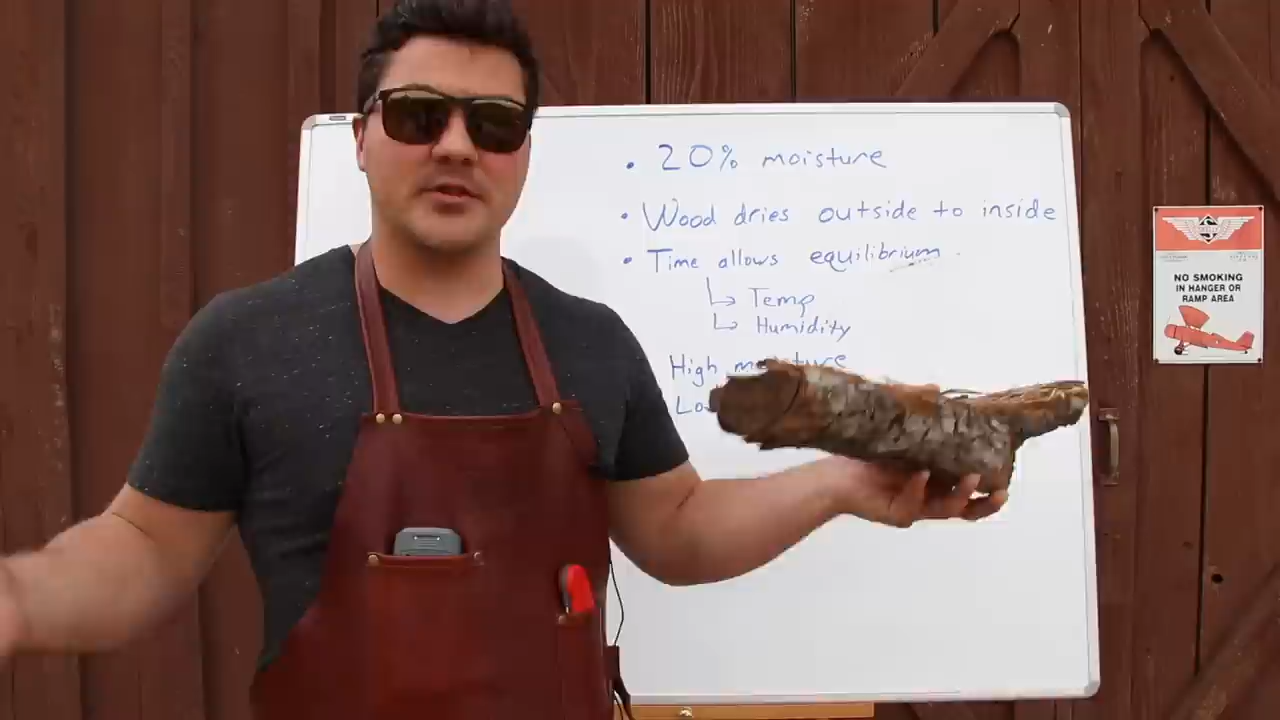 • 20% moisture
• Wood dries outside to inside
• Time allows equilibrium
↳ Temp
↳ Humidity
High moisture
NO SMOKING
IN HANGER OR
RAMP AREA